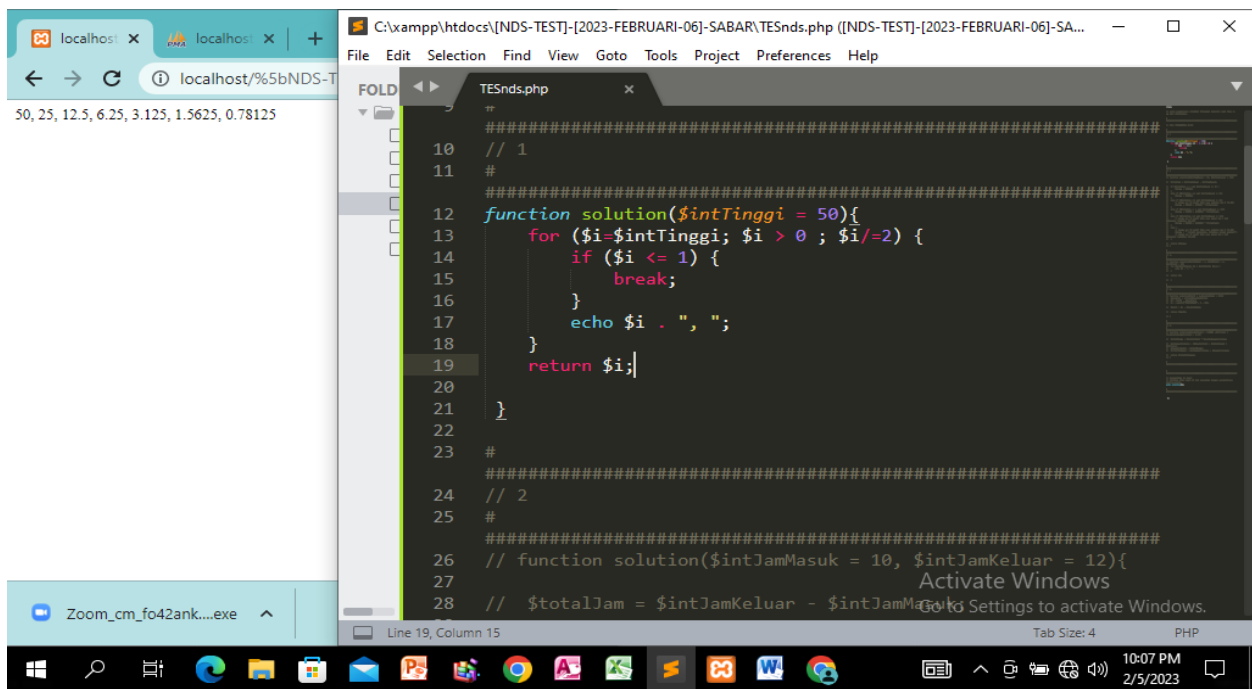 localhost
localhost
localhost/%5bNDS-T
50, 25, 12.5, 6.25, 3.125, 1.5625, 0.78125
Zoom_cm_fo42ank....exe
C:\xampp\htdocs\[NDS-TEST]-[2023-FEBRUARI-06]-SABAR\TESnds.php ([NDS-TEST]-[2023-FEBRUARI-06]-SA...
File Edit Selection Find View Goto Tools Project Preferences Help
FOLD
TESnds.php
9 #
###############################################################
10 // 1
11 #
###############################################################
12 function solution($intTinggi = 50){
13 for ($i=$intTinggi; $i > 0 ; $i/=2) {
14 if ($i <= 1) {
15 break;
16 }
17 echo $i . ", ";
18 }
19 return $i;
20
21 }
22
23 #
###############################################################
24 // 2
25 #
###############################################################
26 // function solution($intJamMasuk = 10, $intJamKeluar = 12){
27
28 // $totalJam = $intJamKeluar - $intJamMasuk;
Activate Windows
Go to Settings to activate Windows.
Line 19, Column 15
Tab Size: 4
PHP
10:07 PM
2/5/2023